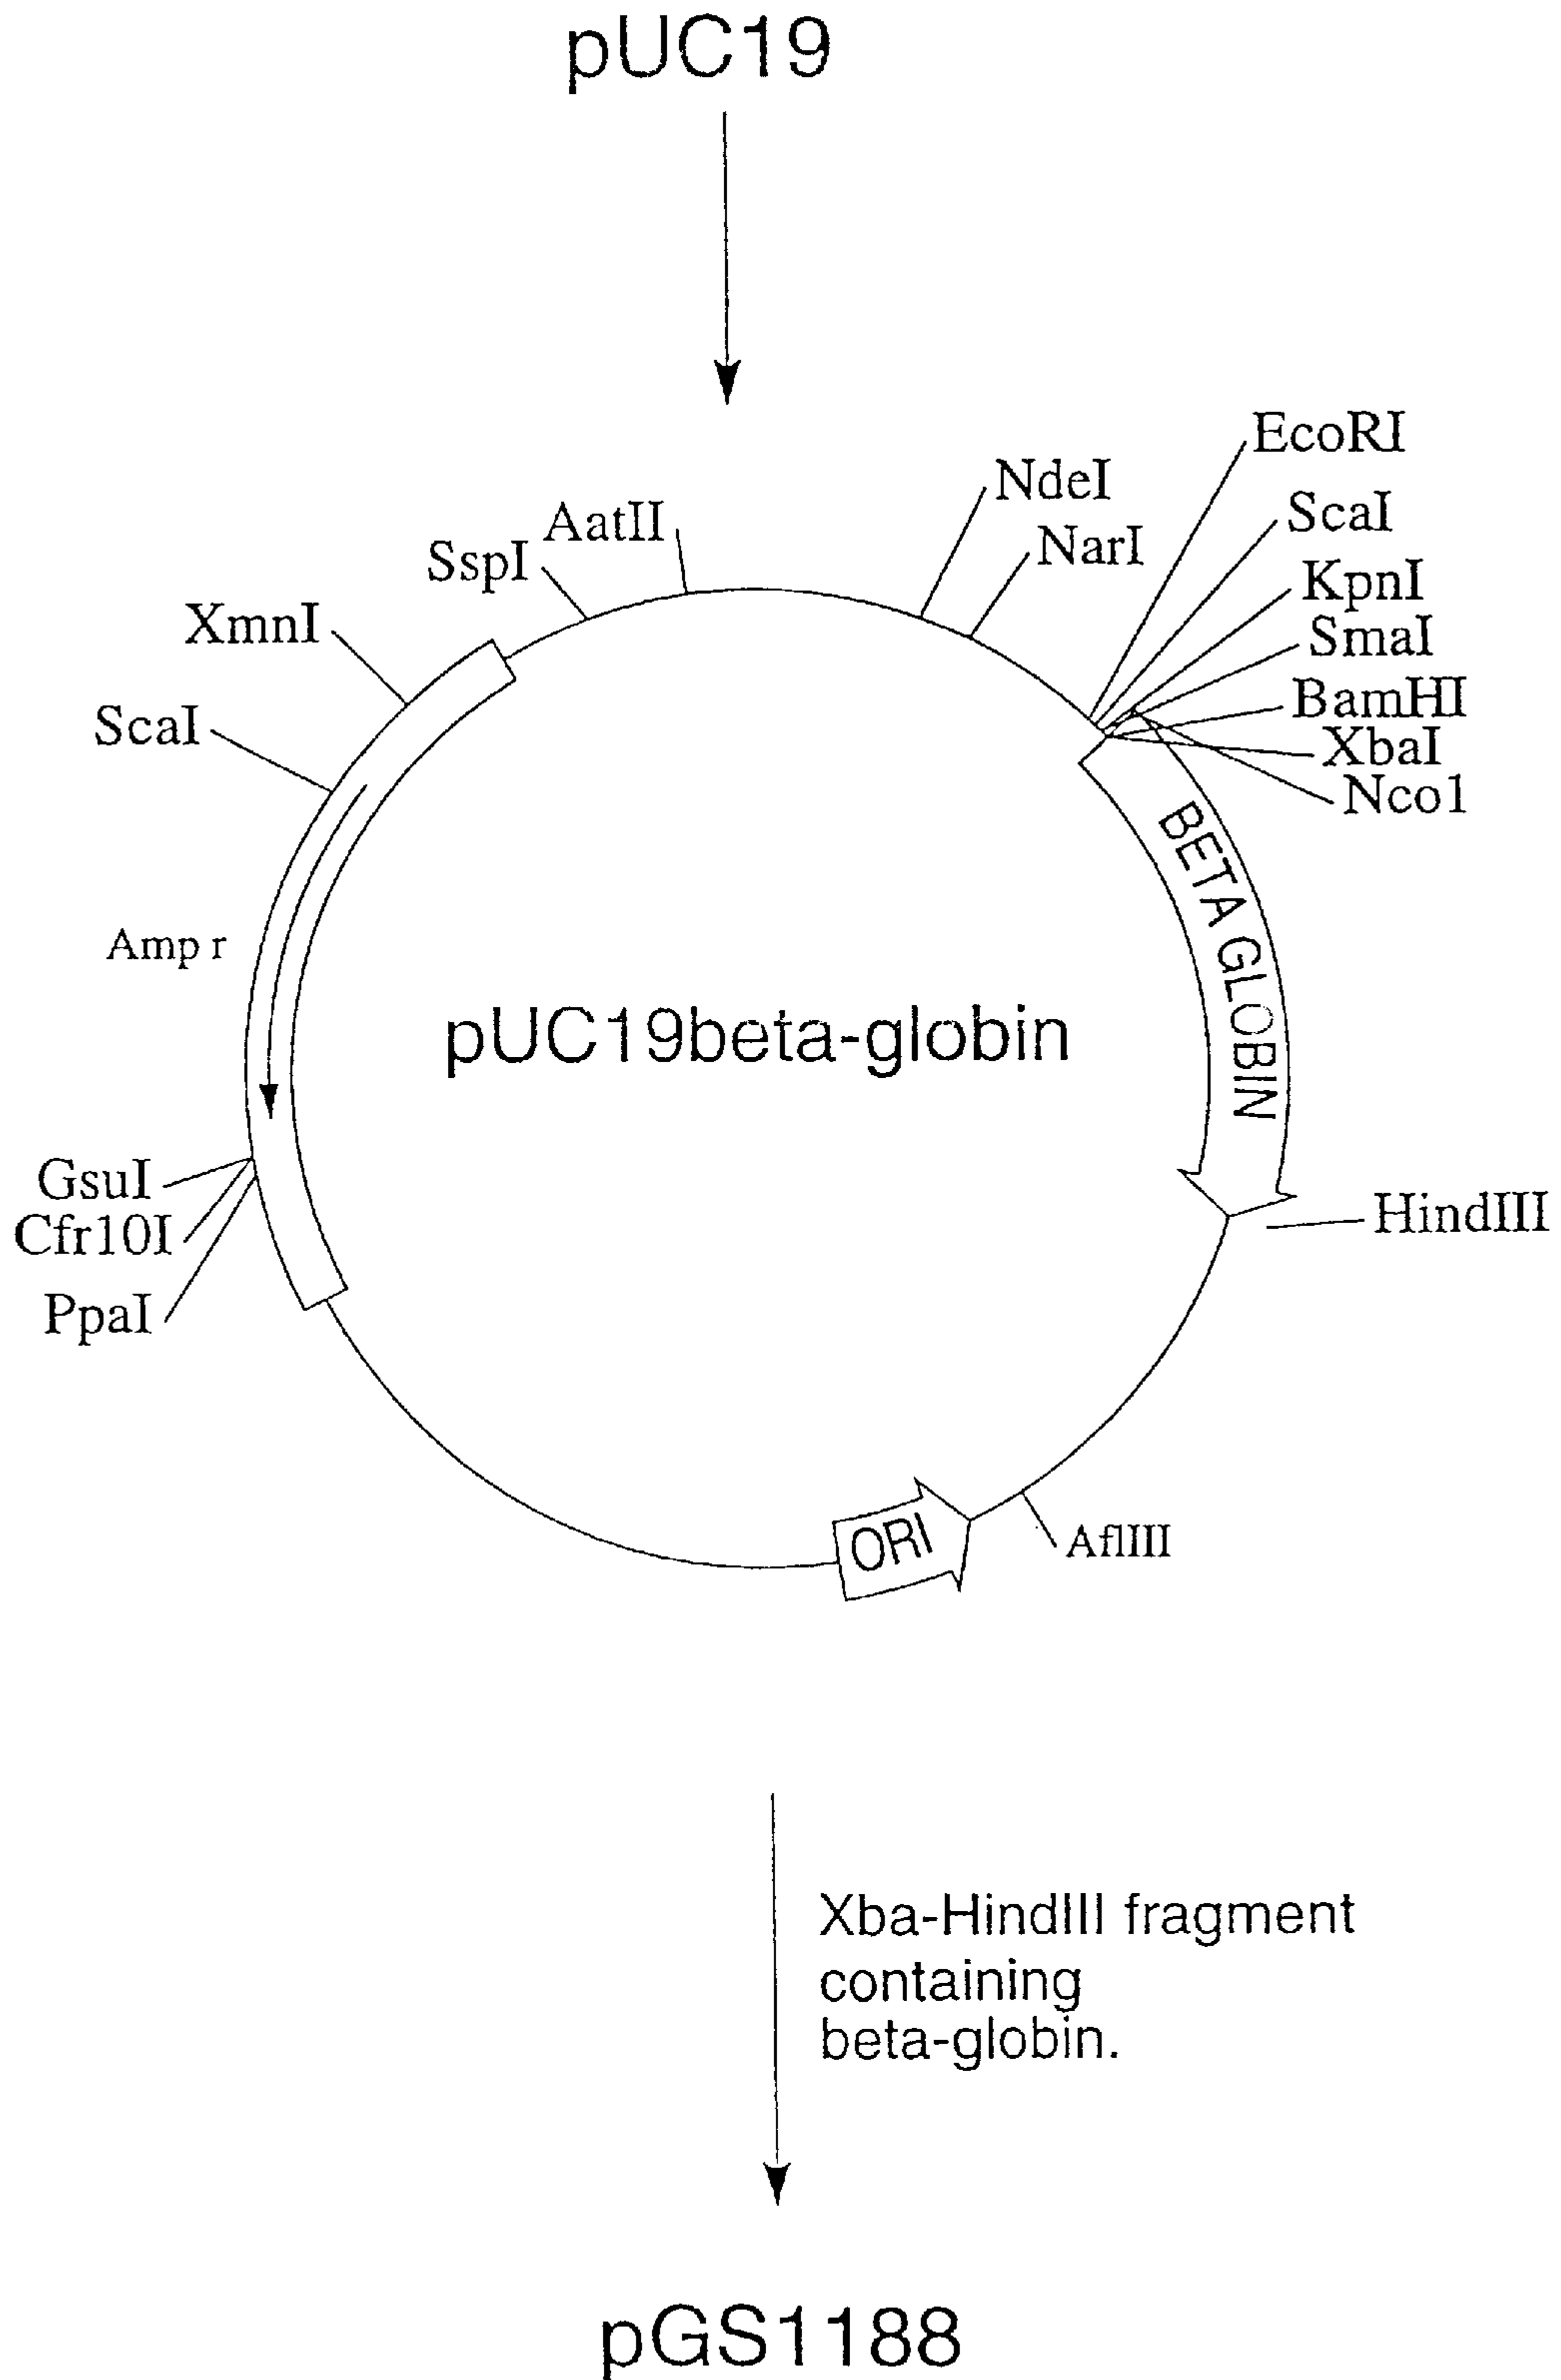 pUC19
EcoRI
NdeI
ScaI
AatII
NarI
SspI
KpnI
XmnI
SmaI
BamHI
ScaI
XbaI
Nco1
BETA GLOBIN
Amp r
pUC19beta-globin
GsuI
HindIII
Cfr10I
PpaI
ORI
AflIII
Xba-HindIII fragment
containing
beta-globin.
pGS1188